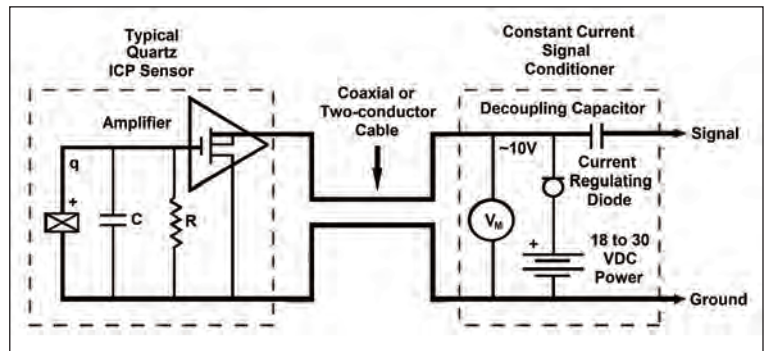 Typical
Quartz
ICP Sensor
Constant Current
Signal
Conditioner
Coaxial or
Two-conductor
Cable
Amplifier
Decoupling Capacitor
Signal
~10V
Current
Regulating
Diode
q
+
C
R
VM
+
18 to 30
VDC
Power
Ground